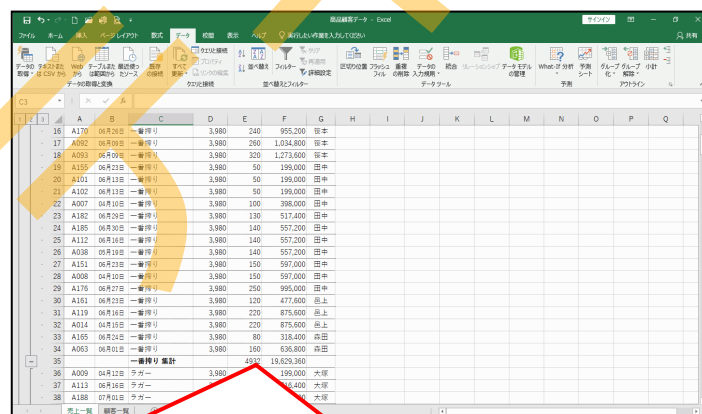 商品顧客データ - Excel
サインイン
ファイル ホーム 挿入 ページレイアウト 数式 データ 校閲 表示 ヘルプ 実行したい作業を入力してください 共有
データの取得 テキストまたは CSV から Web から テーブルまたは範囲から 最近使ったソース 既存の接続 すべて更新 クエリと接続 プロパティ リンクの編集 並べ替え フィルター クリア 再適用 詳細設定 区切り位置 フラッシュ フィル 重複の削除 データの入力規則 統合 リレーションシップ データ モデルの管理 What-If 分析 予測シート グループ化 グループ解除 小計
データの取得と変換 クエリと接続 並べ替えとフィルター データ ツール 予測 アウトライン
C3
1 2 3 A B C D E F G H I J K L M N O P Q
16 A170 06月26日 一番搾り 3,980 240 955,200 笹本
17 A092 06月09日 一番搾り 3,980 260 1,034,800 笹本
18 A093 06月09日 一番搾り 3,980 320 1,273,600 笹本
19 A155 06月23日 一番搾り 3,980 50 199,000 田中
20 A101 06月13日 一番搾り 3,980 50 199,000 田中
21 A102 06月13日 一番搾り 3,980 50 199,000 田中
22 A007 04月10日 一番搾り 3,980 100 398,000 田中
23 A182 06月29日 一番搾り 3,980 130 517,400 田中
24 A185 06月30日 一番搾り 3,980 140 557,200 田中
25 A112 06月16日 一番搾り 3,980 140 557,200 田中
26 A038 05月19日 一番搾り 3,980 140 557,200 田中
27 A151 06月23日 一番搾り 3,980 150 597,000 田中
28 A008 04月10日 一番搾り 3,980 150 597,000 田中
29 A176 06月27日 一番搾り 3,980 250 995,000 田中
30 A161 06月23日 一番搾り 3,980 120 477,600 邑上
31 A119 06月16日 一番搾り 3,980 220 875,600 邑上
32 A014 04月15日 一番搾り 3,980 220 875,600 邑上
33 A165 06月24日 一番搾り 3,980 80 318,400 森田
34 A063 06月01日 一番搾り 3,980 160 636,800 森田
35 一番搾り 集計 4932 19,629,360
36 A009 04月12日 ラガー 3,980 199,000 大塚
37 A113 06月16日 ラガー 大塚
38 A188 07月01日 ラガー 大塚
売上一覧 顧客一覧